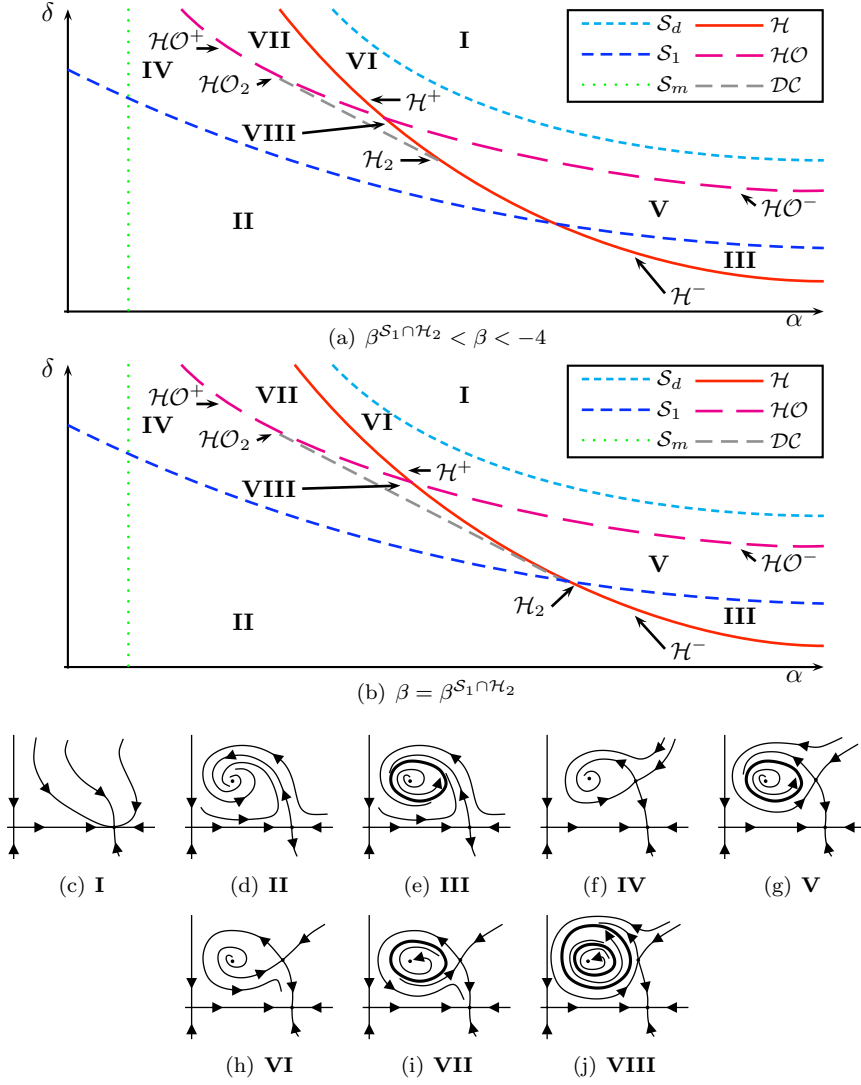 δ
HO⁺
VII
VI
I
S_d
H
S₁
HO
S_m
DC
IV
HO₂
H⁺
VIII
H₂
V
HO⁻
II
III
H⁻
α
(a) β^{S₁∩H₂} < β < −4
δ
HO⁺
VII
VI
I
S_d
H
S₁
HO
S_m
DC
IV
HO₂
H⁺
VIII
V
HO⁻
H₂
II
III
H⁻
α
(b) β = β^{S₁∩H₂}
(c) I
(d) II
(e) III
(f) IV
(g) V
(h) VI
(i) VII
(j) VIII